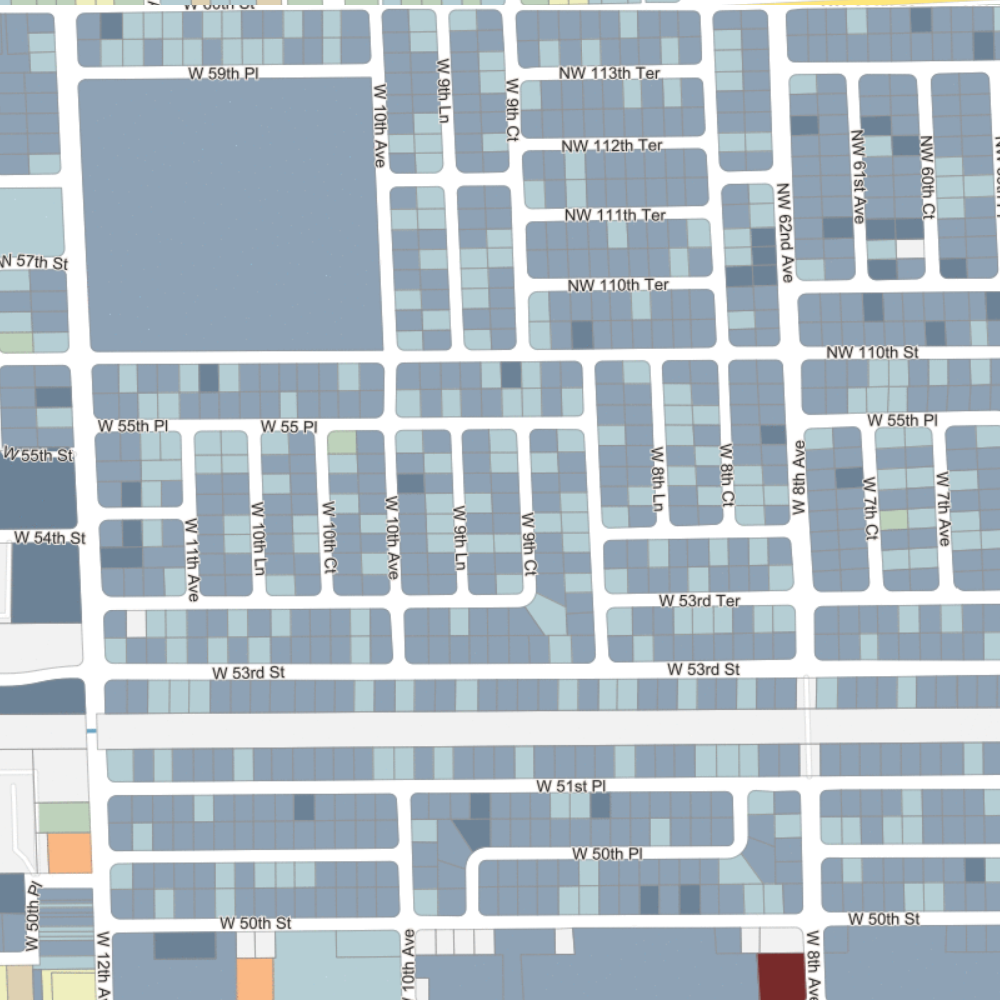 W 60th St
W 59th Pl
NW 113th Ter
W 10th Ave
W 9th Ln
W 9th Ct
NW 112th Ter
NW 61st Ave
NW 60th Ct
NW 111th Ter
NW 62nd Ave
W 57th St
NW 110th Ter
NW 110th St
W 55th Pl
W 55th Pl
W 55 Pl
W 55th St
W 8th Ln
W 8th Ct
W 8th Ave
W 7th Ct
W 7th Ave
W 54th St
W 11th Ave
W 10th Ln
W 10th Ct
W 10th Ave
W 9th Ln
W 9th Ct
W 53rd Ter
W 53rd St
W 53rd St
W 51st Pl
W 50th Pl
W 50th Pl
W 50th St
W 50th St
W 12th Av
10th Ave
W 8th Ave